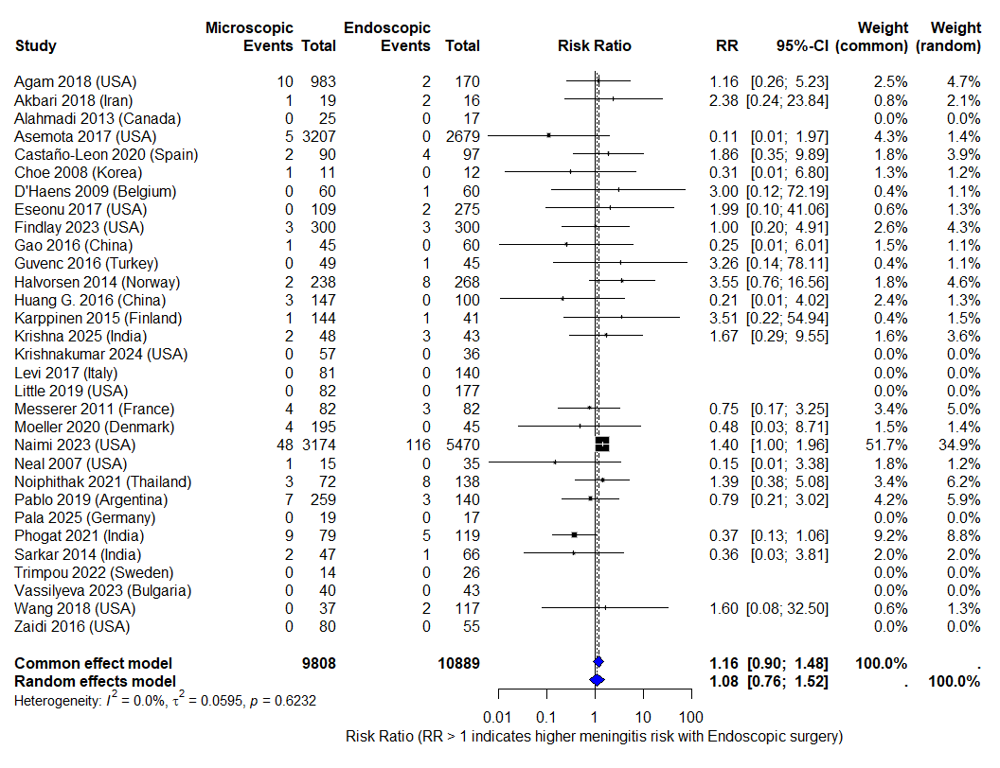 Microscopic Endoscopic Weight Weight
Study Events Total Events Total Risk Ratio RR 95%-CI (common) (random)
Agam 2018 (USA) 10 983 2 170 1.16 [0.26; 5.23] 2.5% 4.7%
Akbari 2018 (Iran) 1 19 2 16 2.38 [0.24; 23.84] 0.8% 2.1%
Alahmadi 2013 (Canada) 0 25 0 17 0.0% 0.0%
Asemota 2017 (USA) 5 3207 0 2679 0.11 [0.01; 1.97] 4.3% 1.4%
Castaño-Leon 2020 (Spain) 2 90 4 97 1.86 [0.35; 9.89] 1.8% 3.9%
Choe 2008 (Korea) 1 11 0 12 0.31 [0.01; 6.80] 1.3% 1.2%
D'Haens 2009 (Belgium) 0 60 1 60 3.00 [0.12; 72.19] 0.4% 1.1%
Eseonu 2017 (USA) 0 109 2 275 1.99 [0.10; 41.06] 0.6% 1.3%
Findlay 2023 (USA) 3 300 3 300 1.00 [0.20; 4.91] 2.6% 4.3%
Gao 2016 (China) 1 45 0 60 0.25 [0.01; 6.01] 1.5% 1.1%
Guvenc 2016 (Turkey) 0 49 1 45 3.26 [0.14; 78.11] 0.4% 1.1%
Halvorsen 2014 (Norway) 2 238 8 268 3.55 [0.76; 16.56] 1.8% 4.6%
Huang G. 2016 (China) 3 147 0 100 0.21 [0.01; 4.02] 2.4% 1.3%
Karppinen 2015 (Finland) 1 144 1 41 3.51 [0.22; 54.94] 0.4% 1.4%
Krishna 2025 (India) 2 48 3 43 1.67 [0.29; 9.55] 1.6% 3.6%
Krishnakumar 2024 (USA) 0 57 0 36 0.0% 0.0%
Levi 2017 (Italy) 0 81 0 140 0.0% 0.0%
Little 2019 (USA) 0 82 0 177 0.0% 0.0%
Messerer 2011 (France) 4 82 3 82 0.75 [0.17; 3.25] 3.4% 5.0%
Moeller 2020 (Denmark) 4 195 0 45 0.48 [0.03; 8.71] 1.5% 1.4%
Naimi 2023 (USA) 48 3174 116 5470 1.40 [1.00; 1.96] 51.7% 34.9%
Neal 2007 (USA) 1 15 0 35 0.15 [0.01; 3.38] 1.8% 1.2%
Noiphithak 2021 (Thailand) 3 72 8 138 1.39 [0.38; 5.08] 3.4% 6.2%
Pablo 2019 (Argentina) 7 259 3 140 0.79 [0.21; 3.02] 4.2% 5.9%
Pala 2025 (Germany) 0 19 0 17 0.0% 0.0%
Phogat 2021 (India) 9 79 5 119 0.37 [0.13; 1.06] 9.2% 8.8%
Sarkar 2014 (India) 2 47 1 66 0.36 [0.03; 3.81] 2.0% 2.0%
Trimpou 2022 (Sweden) 0 14 0 26 0.0% 0.0%
Vassilyeva 2023 (Bulgaria) 0 40 0 43 0.0% 0.0%
Wang 2018 (USA) 0 37 2 117 1.60 [0.08; 32.50] 0.6% 1.3%
Zaidi 2016 (USA) 0 80 0 55 0.0% 0.0%
Common effect model 9808 10889 1.16 [0.90; 1.48] 100.0% .
Random effects model 1.08 [0.76; 1.52] . 100.0%
Heterogeneity: I² = 0.0%, τ² = 0.0595, p = 0.6232
0.01 0.1 1 10 100
Risk Ratio (RR > 1 indicates higher meningitis risk with Endoscopic surgery)